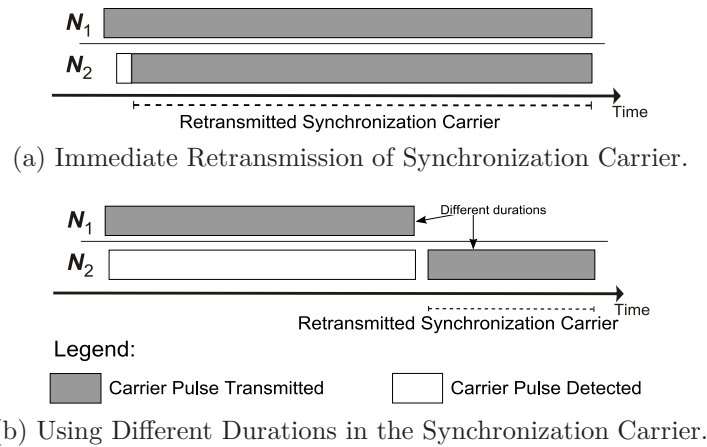 N1
N2
Time
Retransmitted Synchronization Carrier
(a) Immediate Retransmission of Synchronization Carrier.
N1
Different durations
N2
Time
Retransmitted Synchronization Carrier
Legend:
Carrier Pulse Transmitted Carrier Pulse Detected
b) Using Different Durations in the Synchronization Carrier.